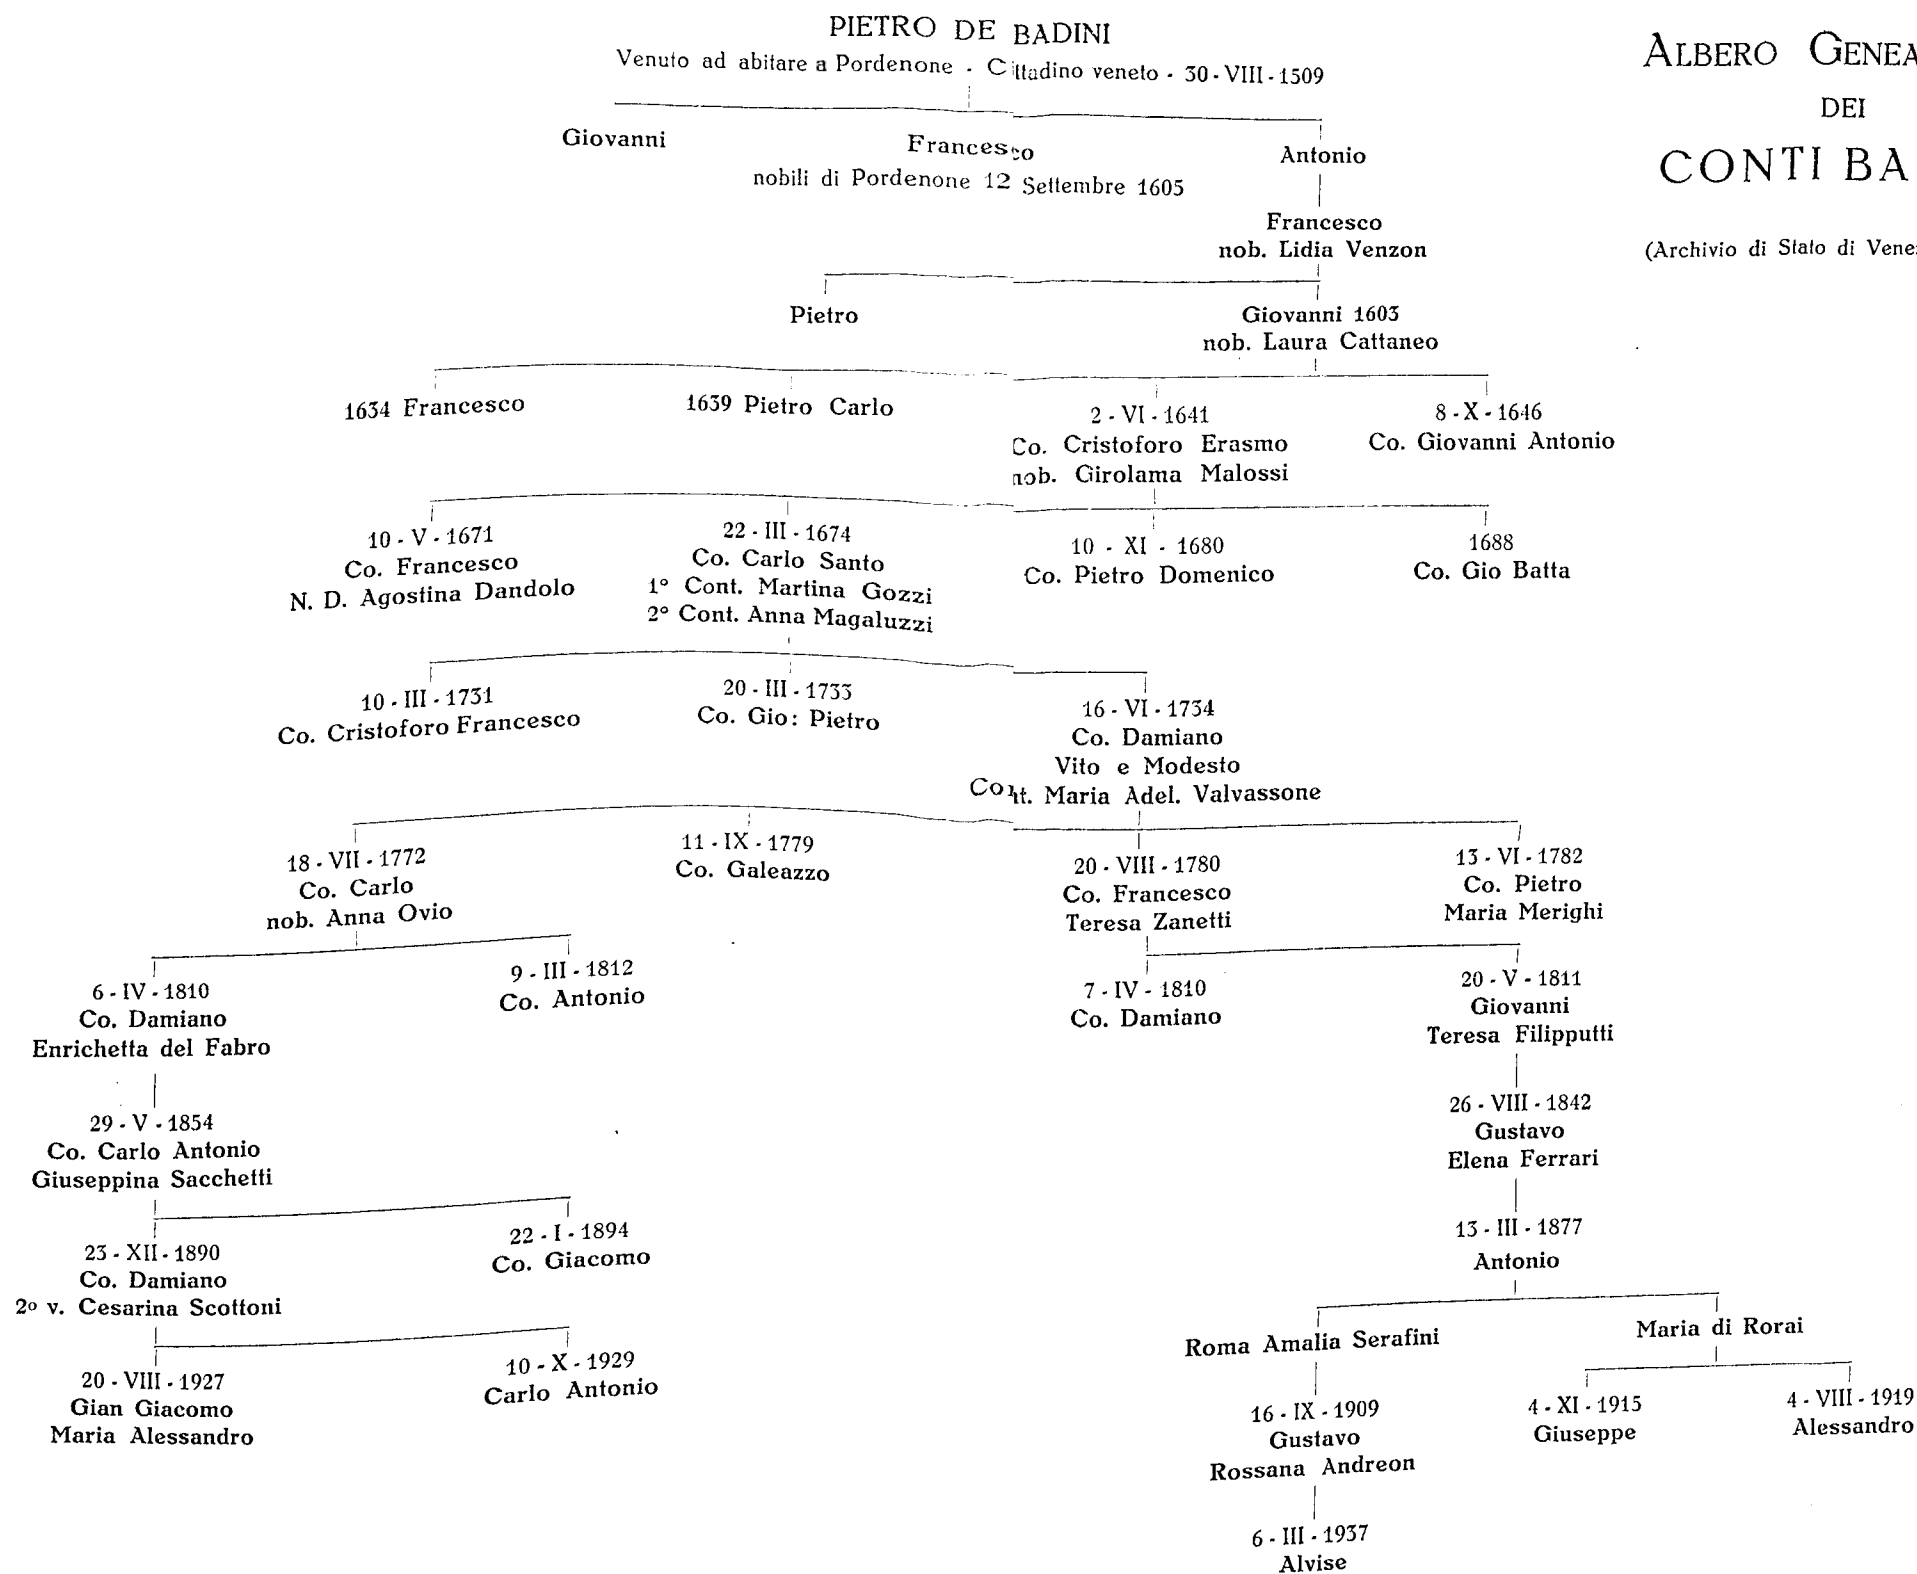 PIETRO DE BADINI
Venuto ad abitare a Pordenone - Cittadino veneto - 30 - VIII - 1509
ALBERO GENEA
DEI
CONTI BA
(Archivio di Stato di Vene
Giovanni
Francesco
Antonio
nobili di Pordenone 12 Settembre 1605
Francesco
nob. Lidia Venzon
Pietro
Giovanni 1603
nob. Laura Cattaneo
1634 Francesco
1639 Pietro Carlo
2 - VI - 1641
Co. Cristoforo Erasmo
nob. Girolama Malossi
8 - X - 1646
Co. Giovanni Antonio
10 - V - 1671
Co. Francesco
N. D. Agostina Dandolo
22 - III - 1674
Co. Carlo Santo
1° Cont. Martina Gozzi
2° Cont. Anna Magaluzzi
10 - XI - 1680
Co. Pietro Domenico
1688
Co. Gio Batta
10 - III - 1731
Co. Cristoforo Francesco
20 - III - 1733
Co. Gio: Pietro
16 - VI - 1734
Co. Damiano
Vito e Modesto
Cont. Maria Adel. Valvassone
18 - VII - 1772
Co. Carlo
nob. Anna Ovio
11 - IX - 1779
Co. Galeazzo
20 - VIII - 1780
Co. Francesco
Teresa Zanetti
13 - VI - 1782
Co. Pietro
Maria Merighi
6 - IV - 1810
Co. Damiano
Enrichetta del Fabro
9 - III - 1812
Co. Antonio
7 - IV - 1810
Co. Damiano
20 - V - 1811
Giovanni
Teresa Filipputti
29 - V - 1854
Co. Carlo Antonio
Giuseppina Sacchetti
26 - VIII - 1842
Gustavo
Elena Ferrari
23 - XII - 1890
Co. Damiano
2º v. Cesarina Scottoni
22 - I - 1894
Co. Giacomo
13 - III - 1877
Antonio
Roma Amalia Serafini
Maria di Rorai
20 - VIII - 1927
Gian Giacomo
Maria Alessandro
10 - X - 1929
Carlo Antonio
16 - IX - 1909
Gustavo
Rossana Andreon
4 - XI - 1915
Giuseppe
4 - VIII - 1919
Alessandro
6 - III - 1937
Alvise